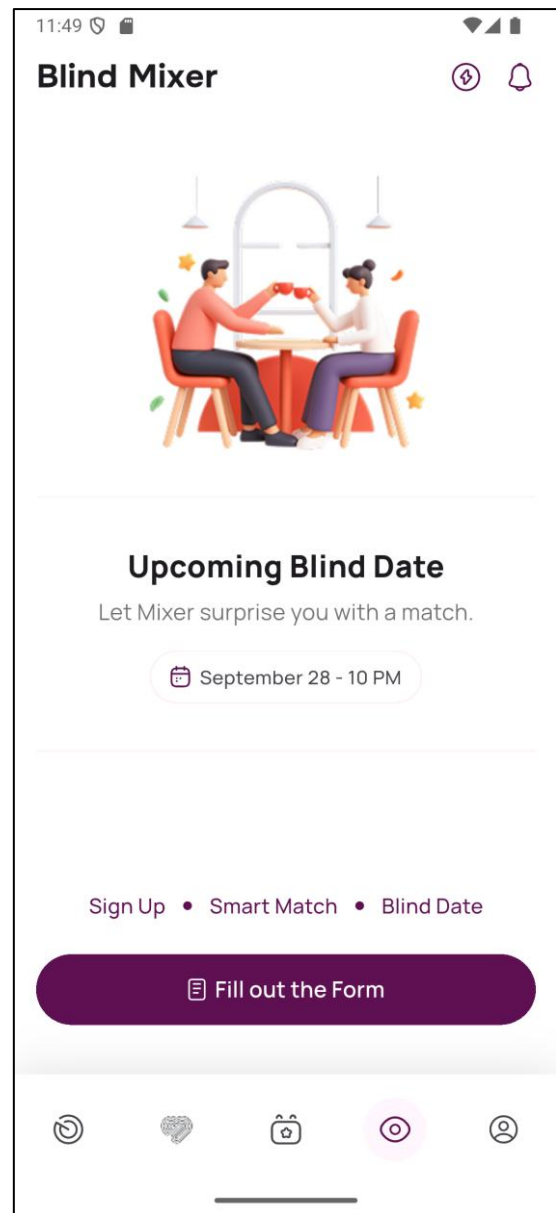 11:49
Blind Mixer
Upcoming Blind Date
Let Mixer surprise you with a match.
September 28 - 10 PM
Sign Up • Smart Match • Blind Date
Fill out the Form